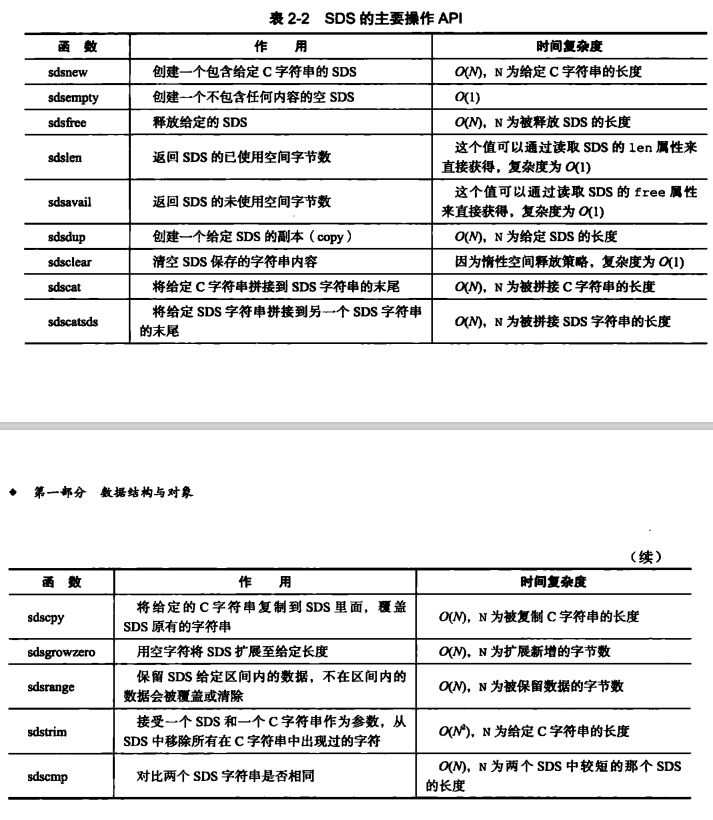 表 2-2 SDS 的主要操作 API
函 数 作 用 时间复杂度
sdsnew 创建一个包含给定 C 字符串的 SDS O(N)，N 为给定 C 字符串的长度
sdsempty 创建一个不包含任何内容的空 SDS O(1)
sdsfree 释放给定的 SDS O(N)，N 为被释放 SDS 的长度
sdslen 返回 SDS 的已使用空间字节数 这个值可以通过读取 SDS 的 len 属性来
直接获得，复杂度为 O(1)
sdsavail 返回 SDS 的未使用空间字节数 这个值可以通过读取 SDS 的 free 属性
来直接获得，复杂度为 O(1)
sdsdup 创建一个给定 SDS 的副本（copy） O(N)，N 为给定 SDS 的长度
sdsclear 清空 SDS 保存的字符串内容 因为惰性空间释放策略，复杂度为 O(1)
sdscat 将给定 C 字符串拼接到 SDS 字符串的末尾 O(N)，N 为被拼接 C 字符串的长度
sdscatsds 将给定 SDS 字符串拼接到另一个 SDS 字符串
的末尾 O(N)，N 为被拼接 SDS 字符串的长度
◆ 第一部分 数据结构与对象
（续）
函 数 作 用 时间复杂度
sdscpy 将给定的 C 字符串复制到 SDS 里面，覆盖
SDS 原有的字符串 O(N)，N 为被复制 C 字符串的长度
sdsgrowzero 用空字符将 SDS 扩展至给定长度 O(N)，N 为扩展新增的字节数
sdsrange 保留 SDS 给定区间内的数据，不在区间内的
数据会被覆盖或清除 O(N)，N 为被保留数据的字节数
sdstrim 接受一个 SDS 和一个 C 字符串作为参数，从
SDS 中移除所有在 C 字符串中出现过的字符 O(N²)，N 为给定 C 字符串的长度
sdscmp 对比两个 SDS 字符串是否相同 O(N)，N 为两个 SDS 中较短的那个 SDS
的长度